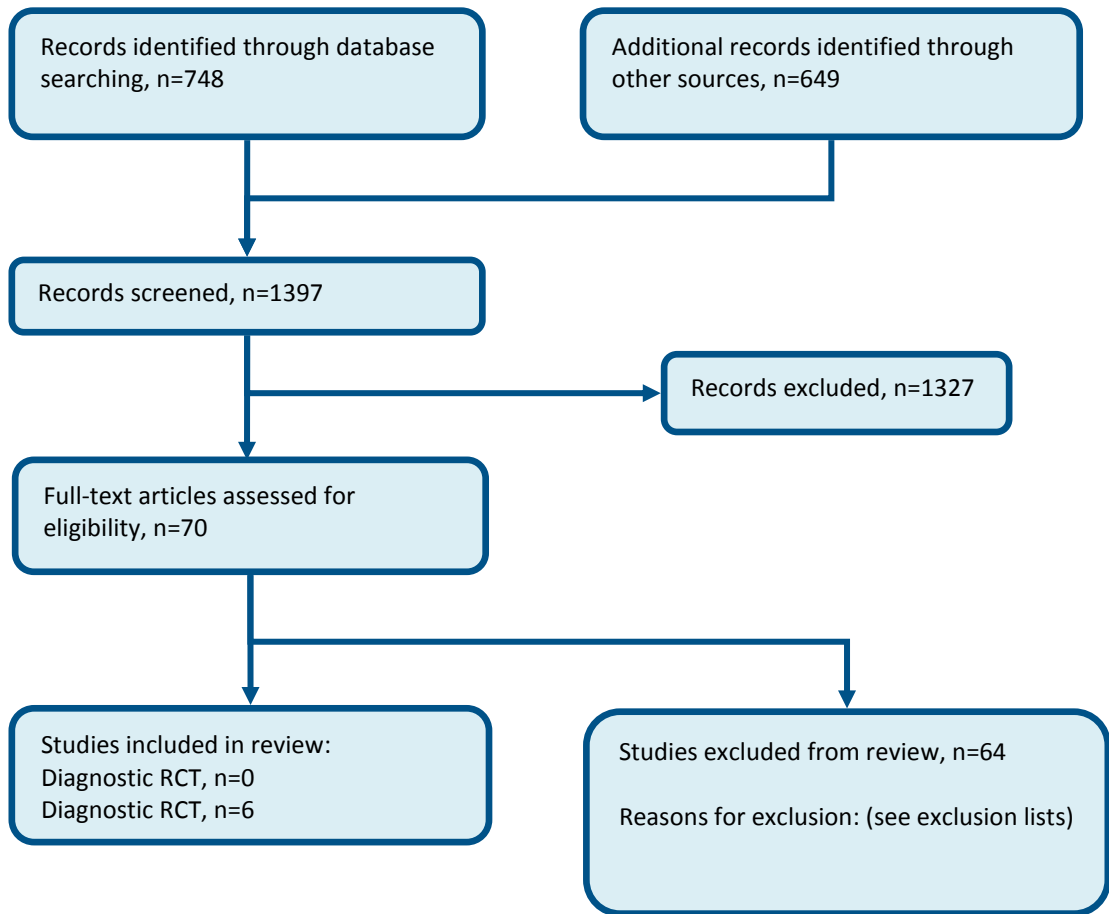 Records identified through database
searching, n=748
Additional records identified through
other sources, n=649
Records screened, n=1397
Records excluded, n=1327
Full-text articles assessed for
eligibility, n=70
Studies included in review:
Diagnostic RCT, n=0
Diagnostic RCT, n=6
Studies excluded from review, n=64
Reasons for exclusion: (see exclusion lists)